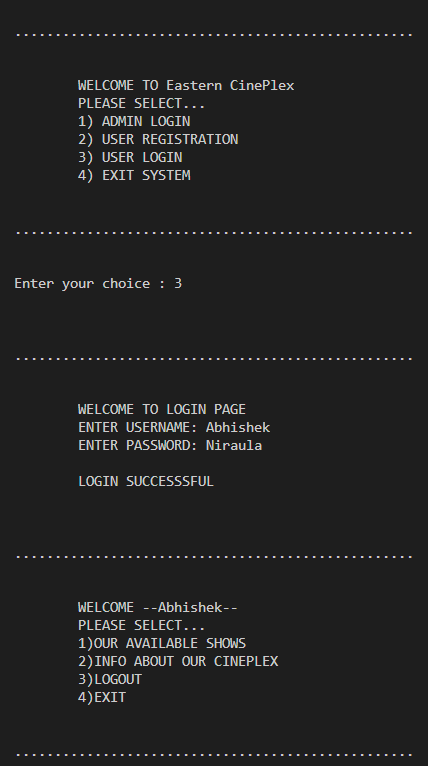 ..................................................
WELCOME TO Eastern CinePlex
PLEASE SELECT...
1) ADMIN LOGIN
2) USER REGISTRATION
3) USER LOGIN
4) EXIT SYSTEM
..................................................
Enter your choice : 3
..................................................
WELCOME TO LOGIN PAGE
ENTER USERNAME: Abhishek
ENTER PASSWORD: Niraula
LOGIN SUCCESSSFUL
..................................................
WELCOME --Abhishek--
PLEASE SELECT...
1)OUR AVAILABLE SHOWS
2)INFO ABOUT OUR CINEPLEX
3)LOGOUT
4)EXIT
..................................................